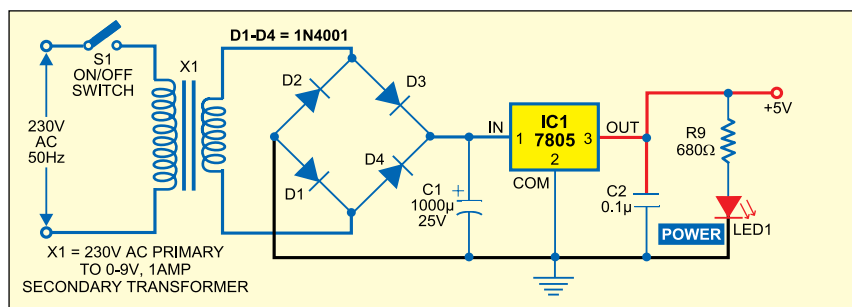 D1-D4 = 1N4001
S1
ON/OFF
SWITCH
X1
D2
D3
230V
AC
50Hz
D1
D4
IN
IC1
7805
1
3
2
OUT
COM
+5V
R9
680Ω
C1
1000µ
25V
+
C2
0.1µ
POWER
LED1
X1 = 230V AC PRIMARY
TO 0-9V, 1AMP
SECONDARY TRANSFORMER